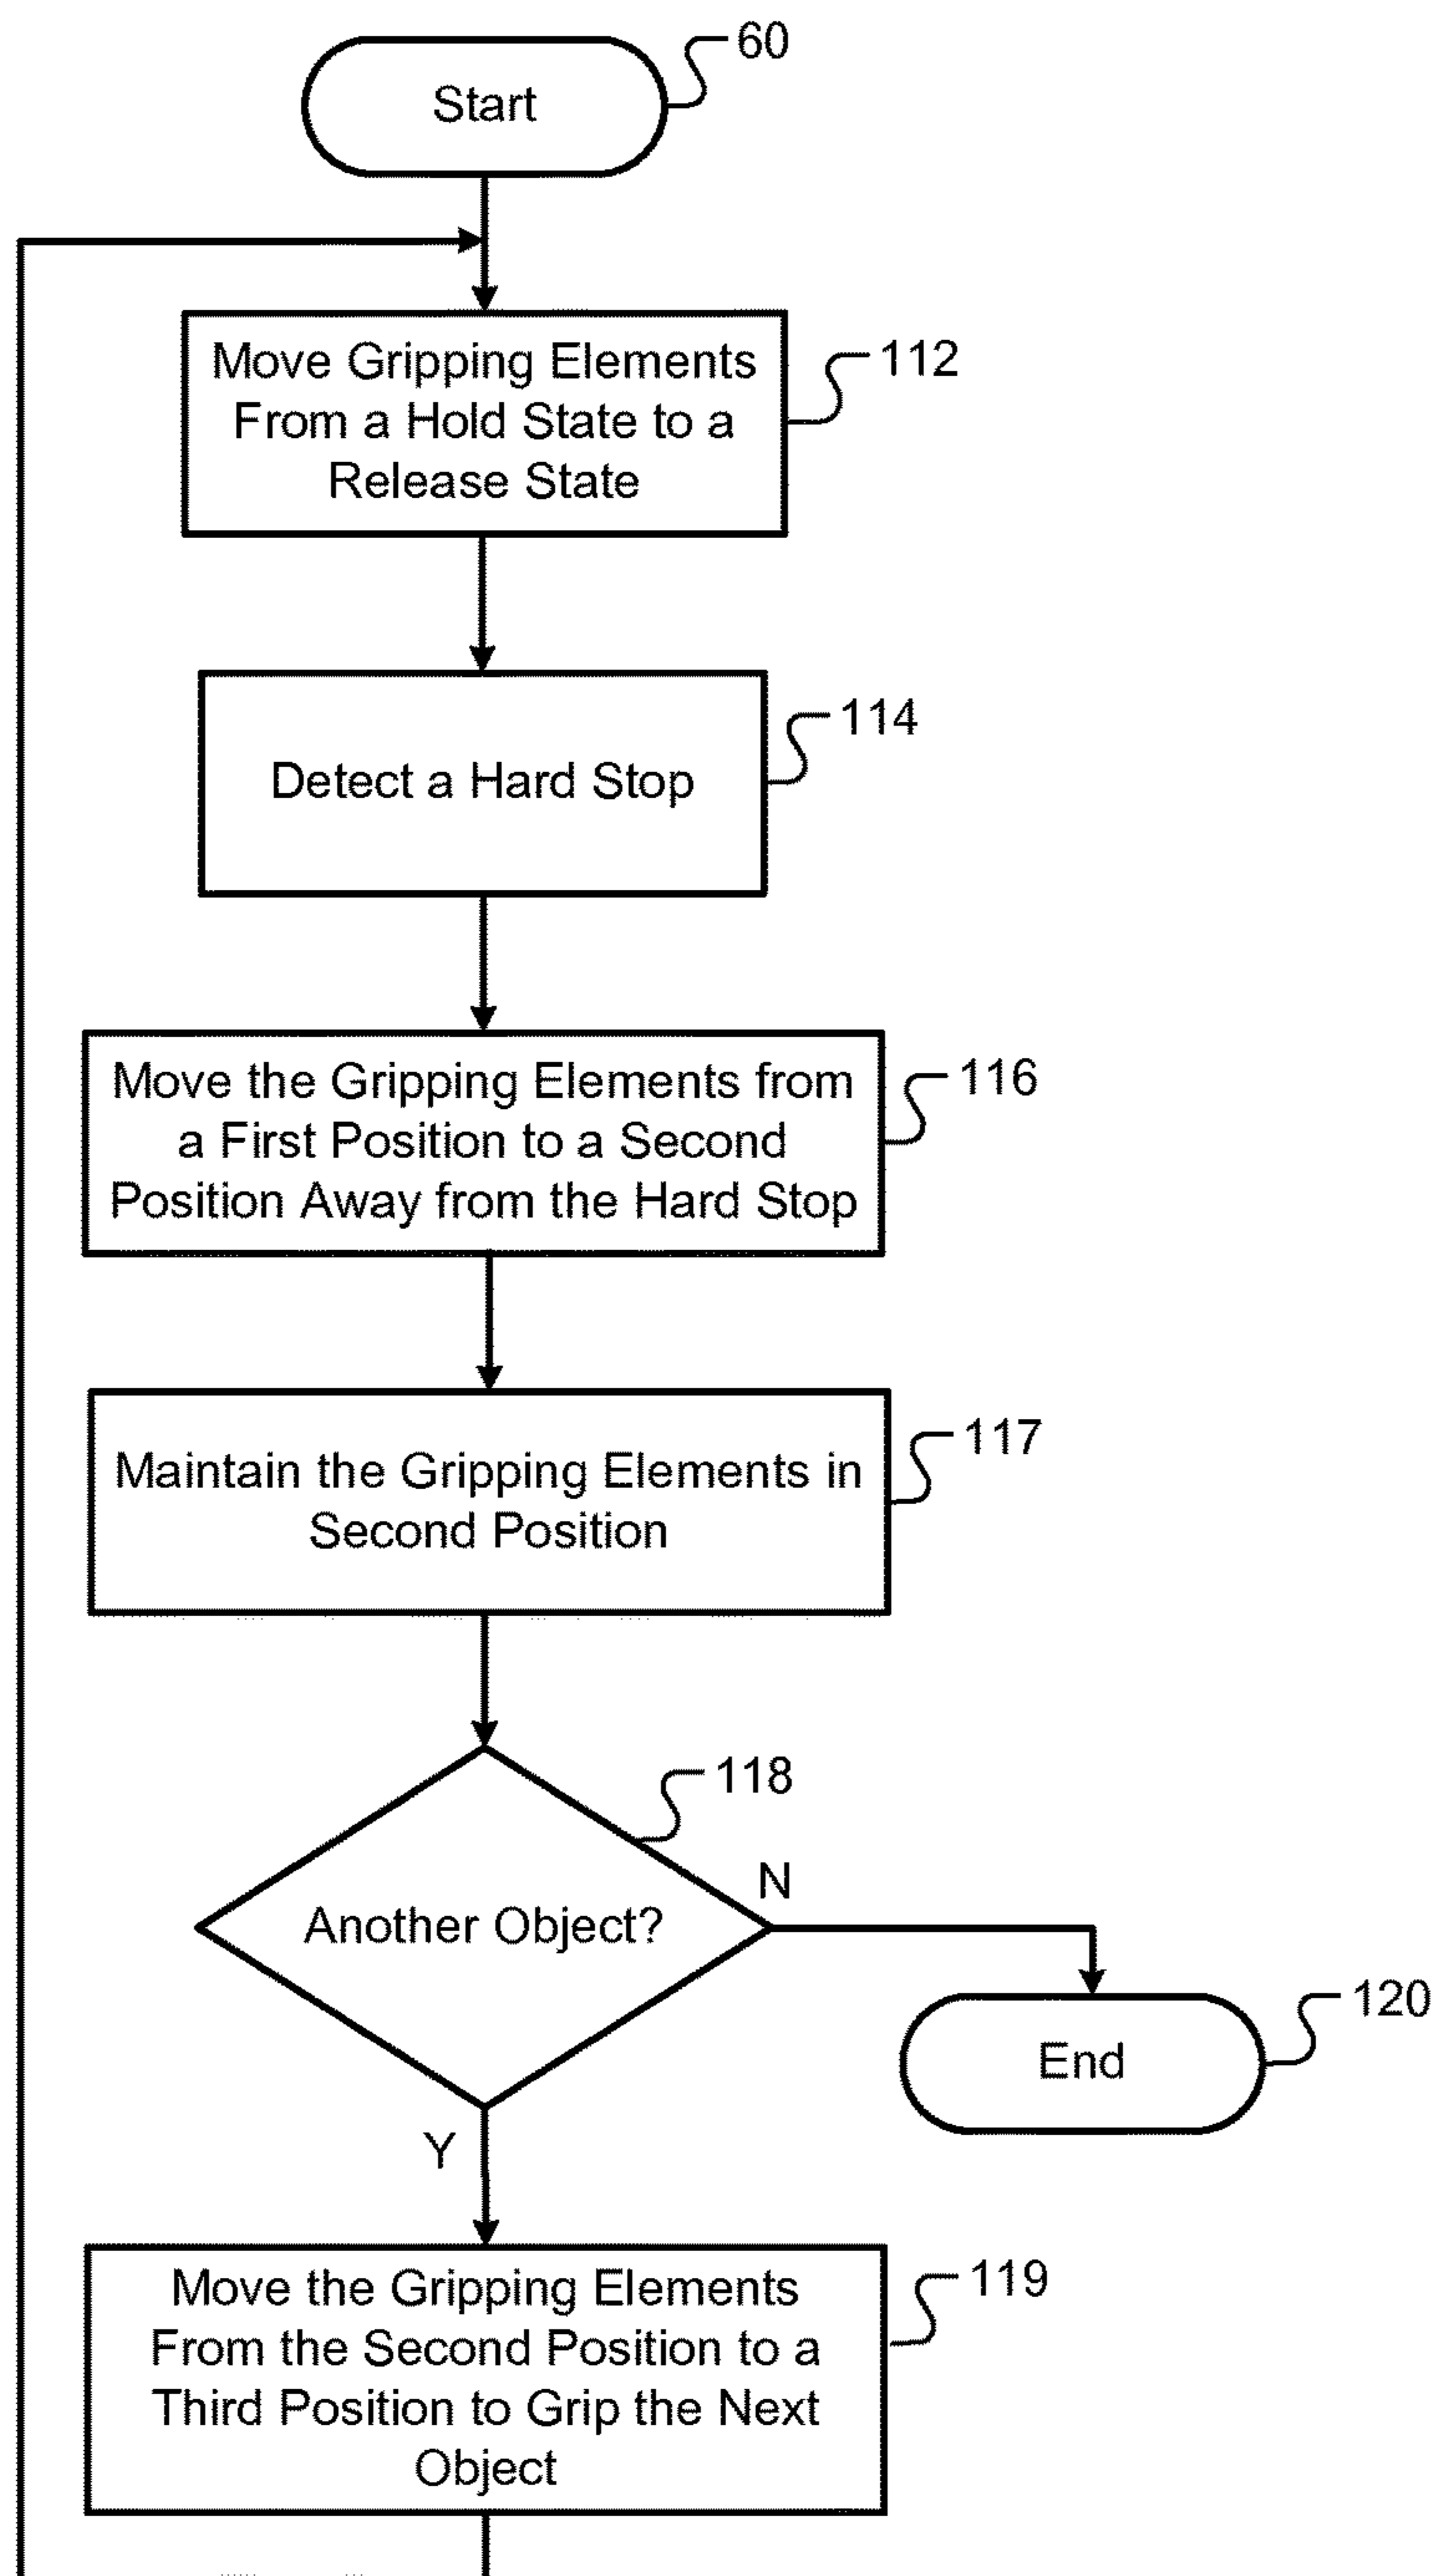 60
Start
Move Gripping Elements
From a Hold State to a
Release State
112
Detect a Hard Stop
114
Move the Gripping Elements from
a First Position to a Second
Position Away from the Hard Stop
116
Maintain the Gripping Elements in
Second Position
117
118
Another Object?
N
End
120
Y
Move the Gripping Elements
From the Second Position to a
Third Position to Grip the Next
Object
119